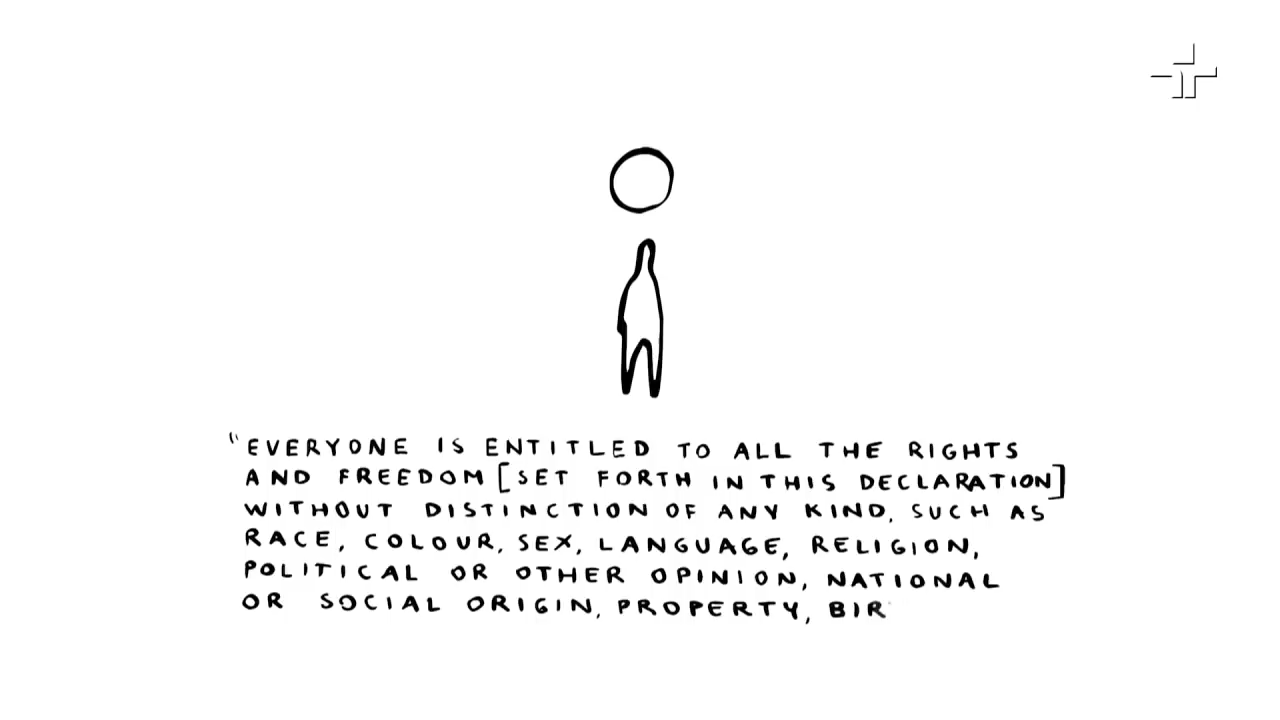 "EVERYONE IS ENTITLED TO ALL THE RIGHTS
AND FREEDOM [SET FORTH IN THIS DECLARATION]
WITHOUT DISTINCTION OF ANY KIND, SUCH AS
RACE, COLOUR, SEX, LANGUAGE, RELIGION,
POLITICAL OR OTHER OPINION, NATIONAL
OR SOCIAL ORIGIN, PROPERTY, BIR